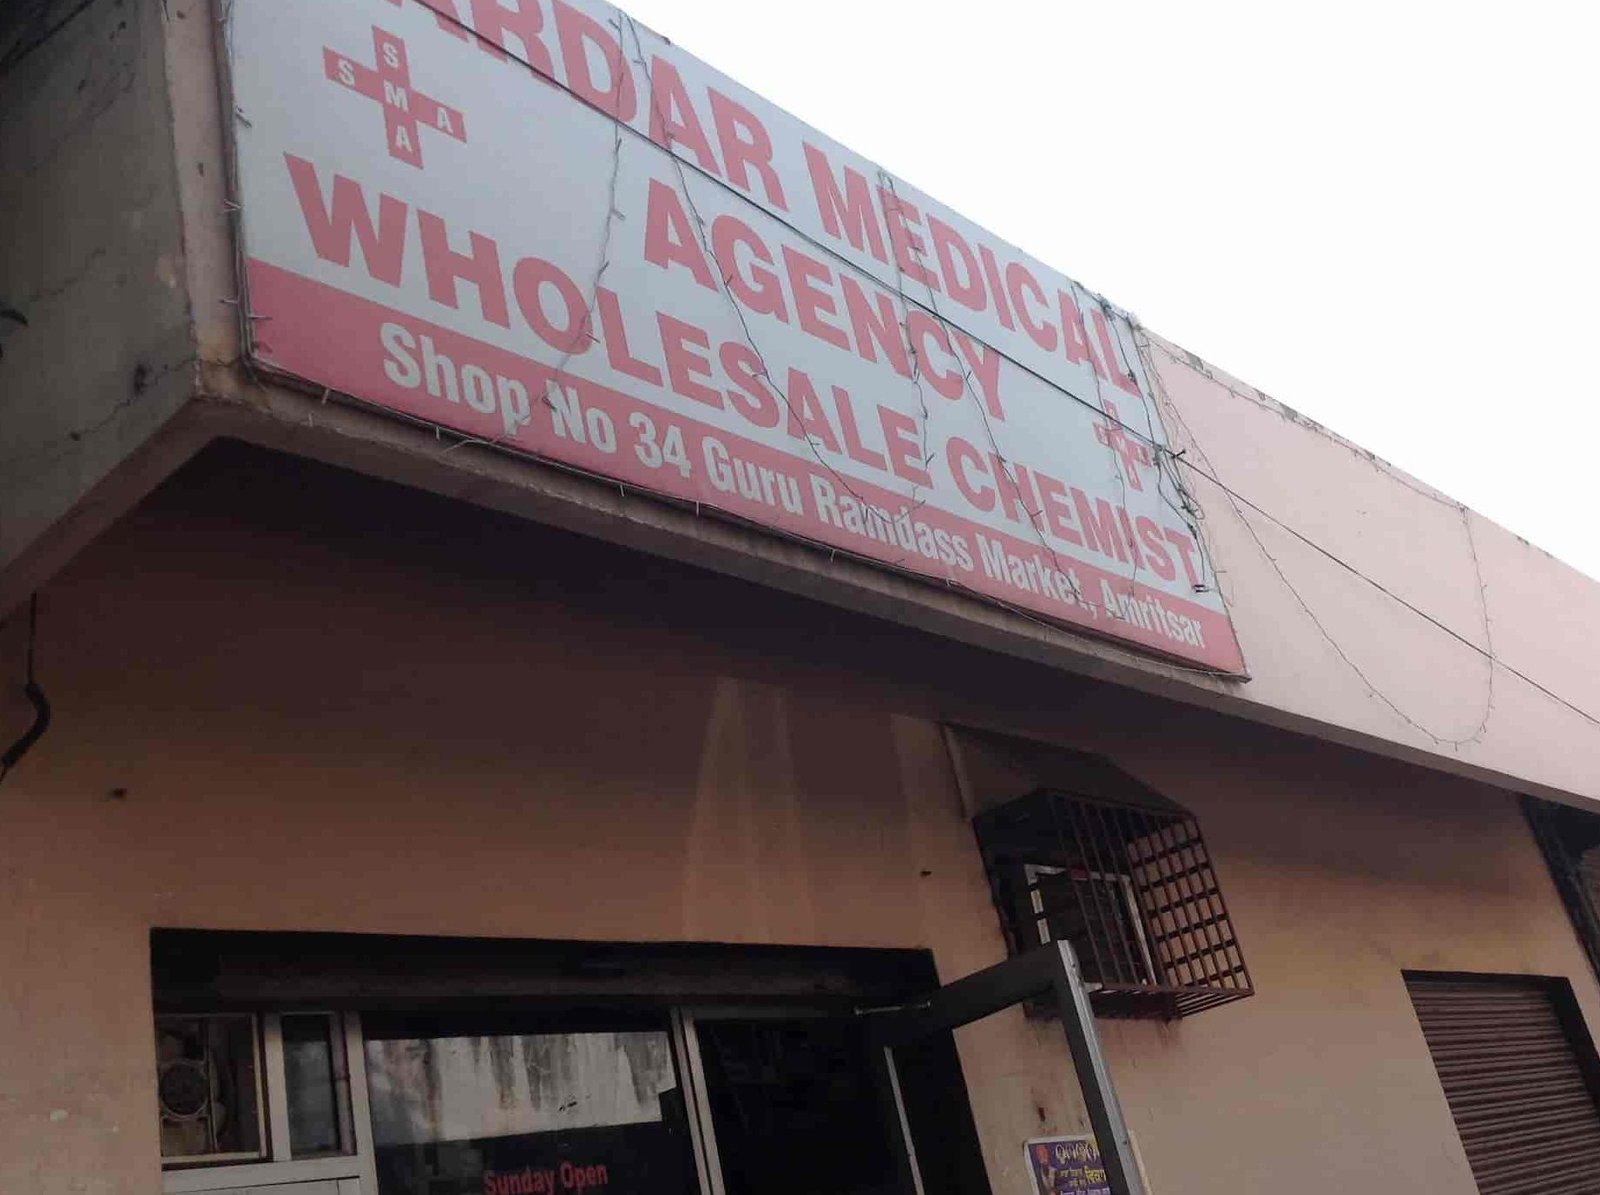 ARDAR MEDICAL
S
S M A
A
AGENCY
WHOLESALE CHEMIST
Shop No 34 Guru Ramdass Market., Amritsar
Sunday Open